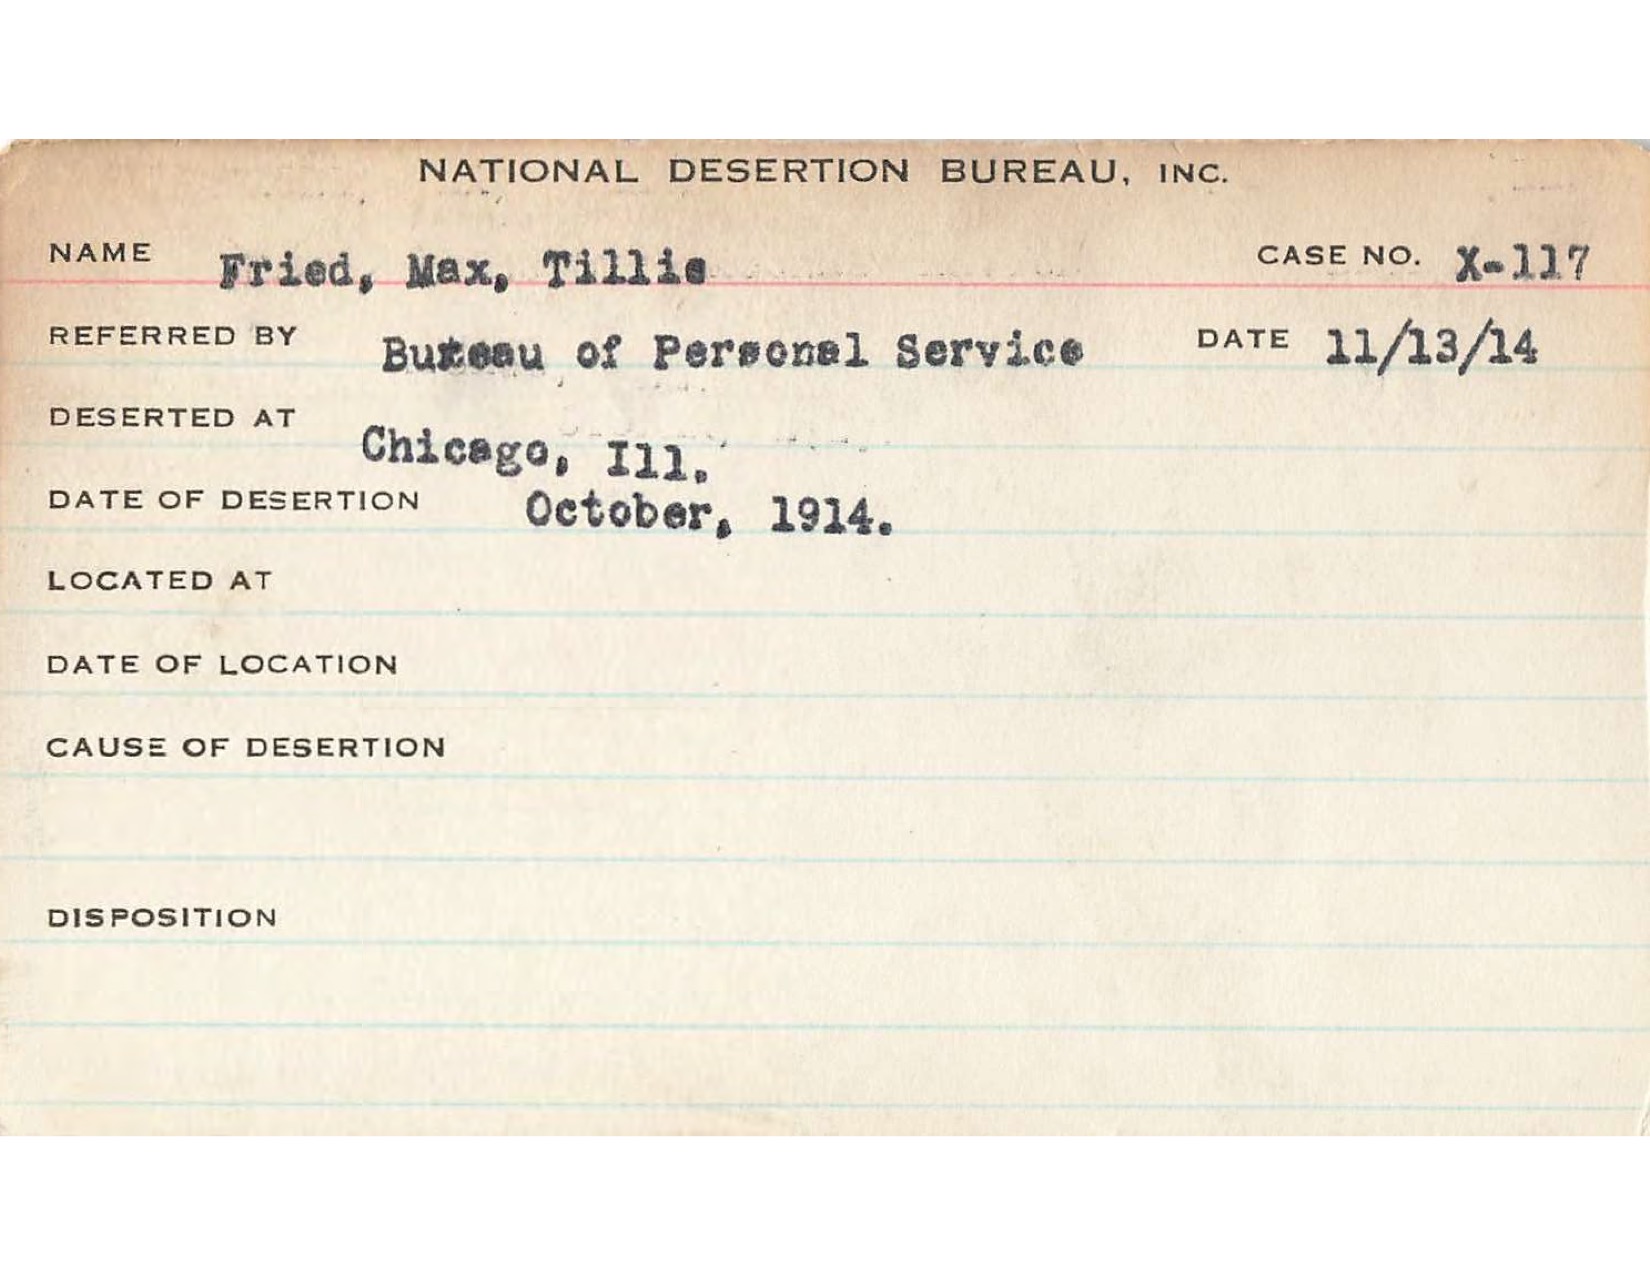 NATIONAL DESERTION BUREAU, INC.
NAME Fried, Max, Tillie CASE NO. X-117
REFERRED BY Bureau of Personal Service DATE 11/13/14
DESERTED AT Chicago, Ill.
DATE OF DESERTION October, 1914.
LOCATED AT
DATE OF LOCATION
CAUSE OF DESERTION
DISPOSITION